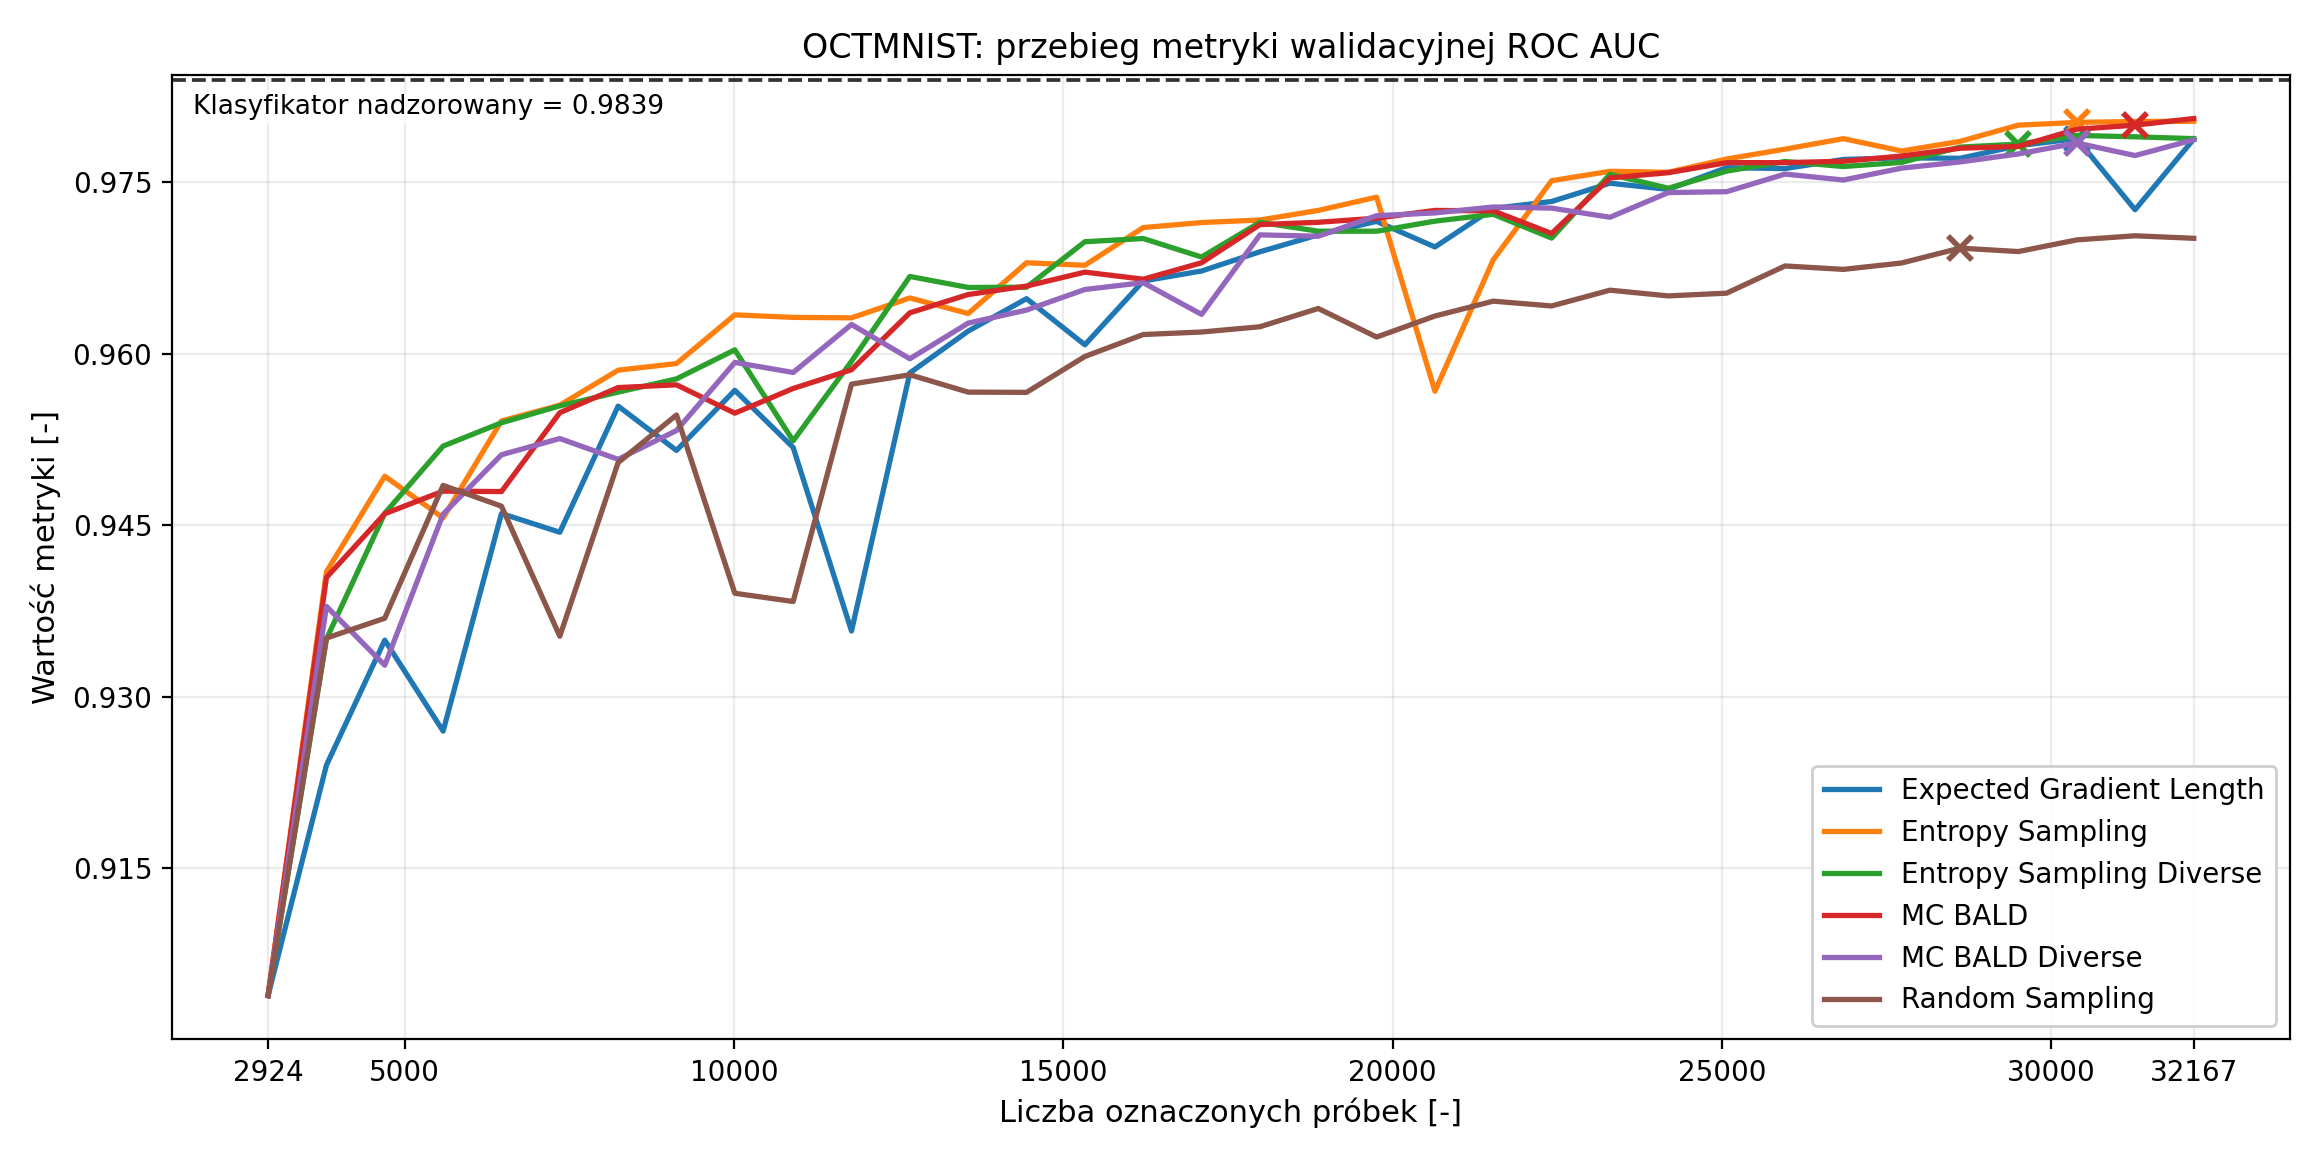 OCTMNIST: przebieg metryki walidacyjnej ROC AUC
Klasyfikator nadzorowany = 0.9839
0.975
0.960
0.945
0.930
0.915
Wartość metryki [-]
2924 5000 10000 15000 20000 25000 30000 32167
Liczba oznaczonych próbek [-]
Expected Gradient Length
Entropy Sampling
Entropy Sampling Diverse
MC BALD
MC BALD Diverse
Random Sampling